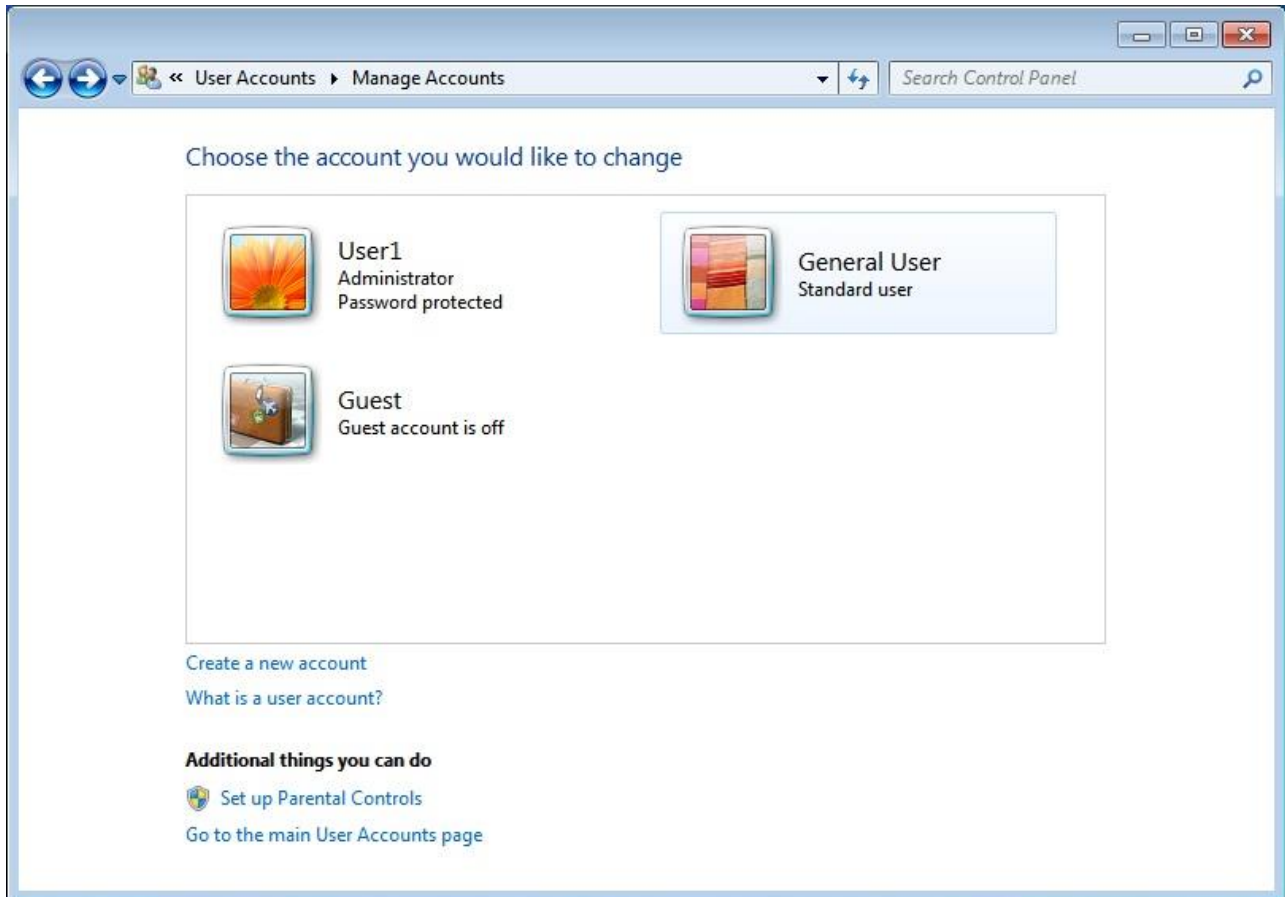 « User Accounts ▸ Manage Accounts
Search Control Panel
Choose the account you would like to change
User1
Administrator
Password protected
General User
Standard user
Guest
Guest account is off
Create a new account
What is a user account?
Additional things you can do
Set up Parental Controls
Go to the main User Accounts page